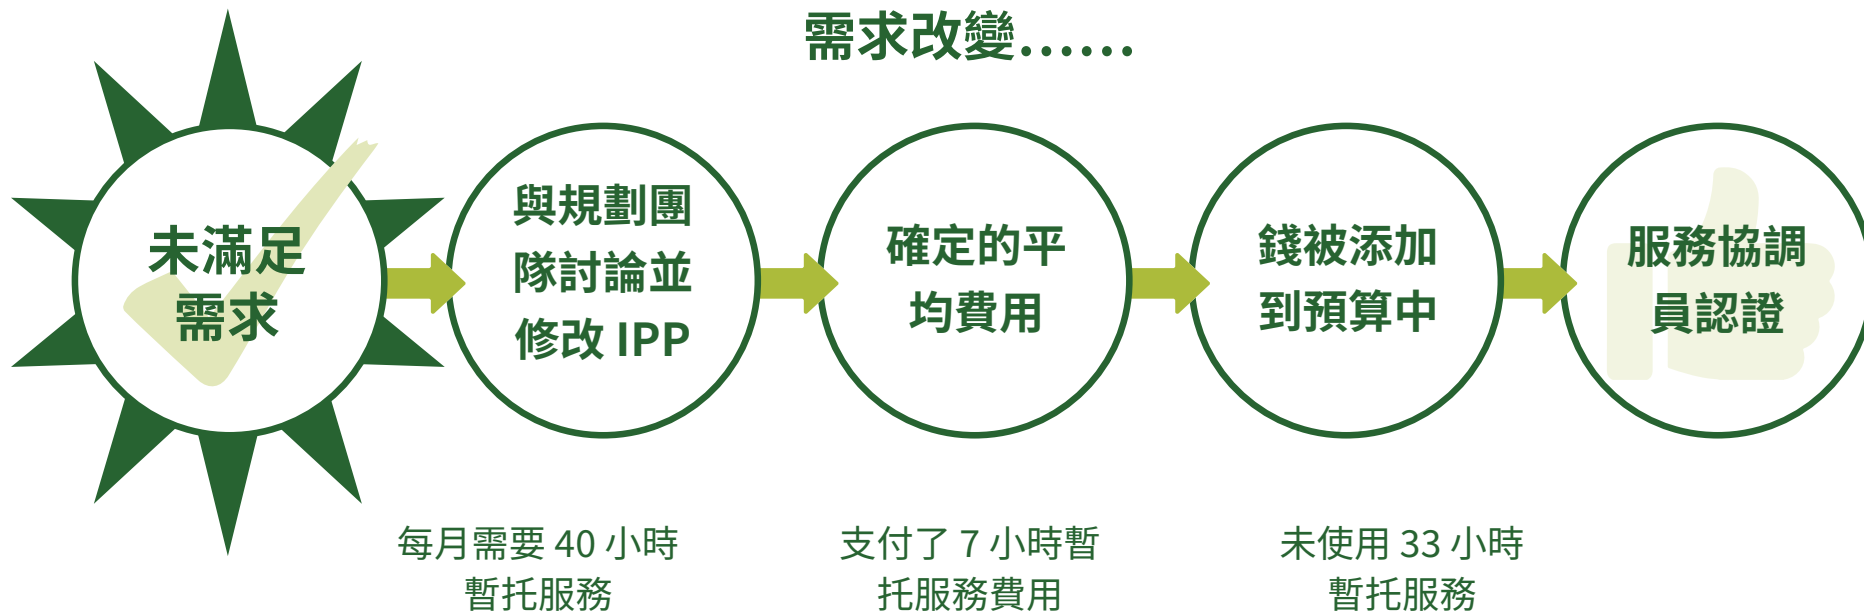 需求改變……
未滿足
需求
與規劃團
隊討論並
修改 IPP
確定的平
均費用
錢被添加
到預算中
服務協調
員認證
每月需要 40 小時
暫托服務
支付了 7 小時暫
托服務費用
未使用 33 小時
暫托服務